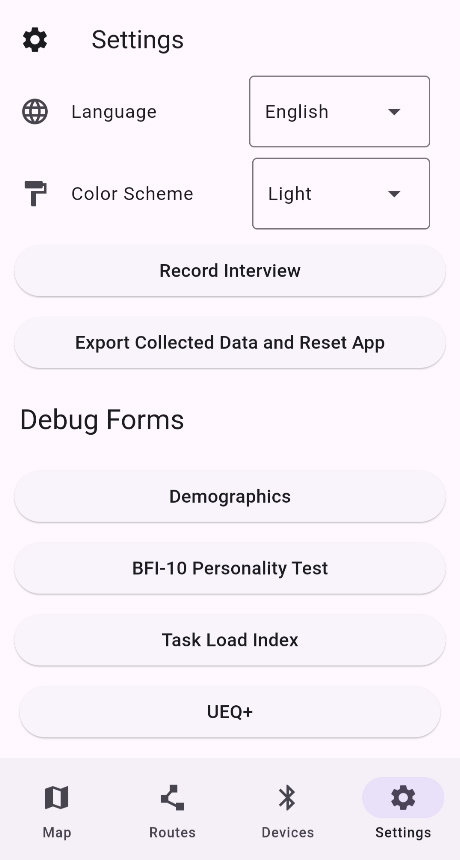 Settings
Language
English
Color Scheme
Light
Record Interview
Export Collected Data and Reset App
Debug Forms
Demographics
BFI-10 Personality Test
Task Load Index
UEQ+
Map
Routes
Devices
Settings